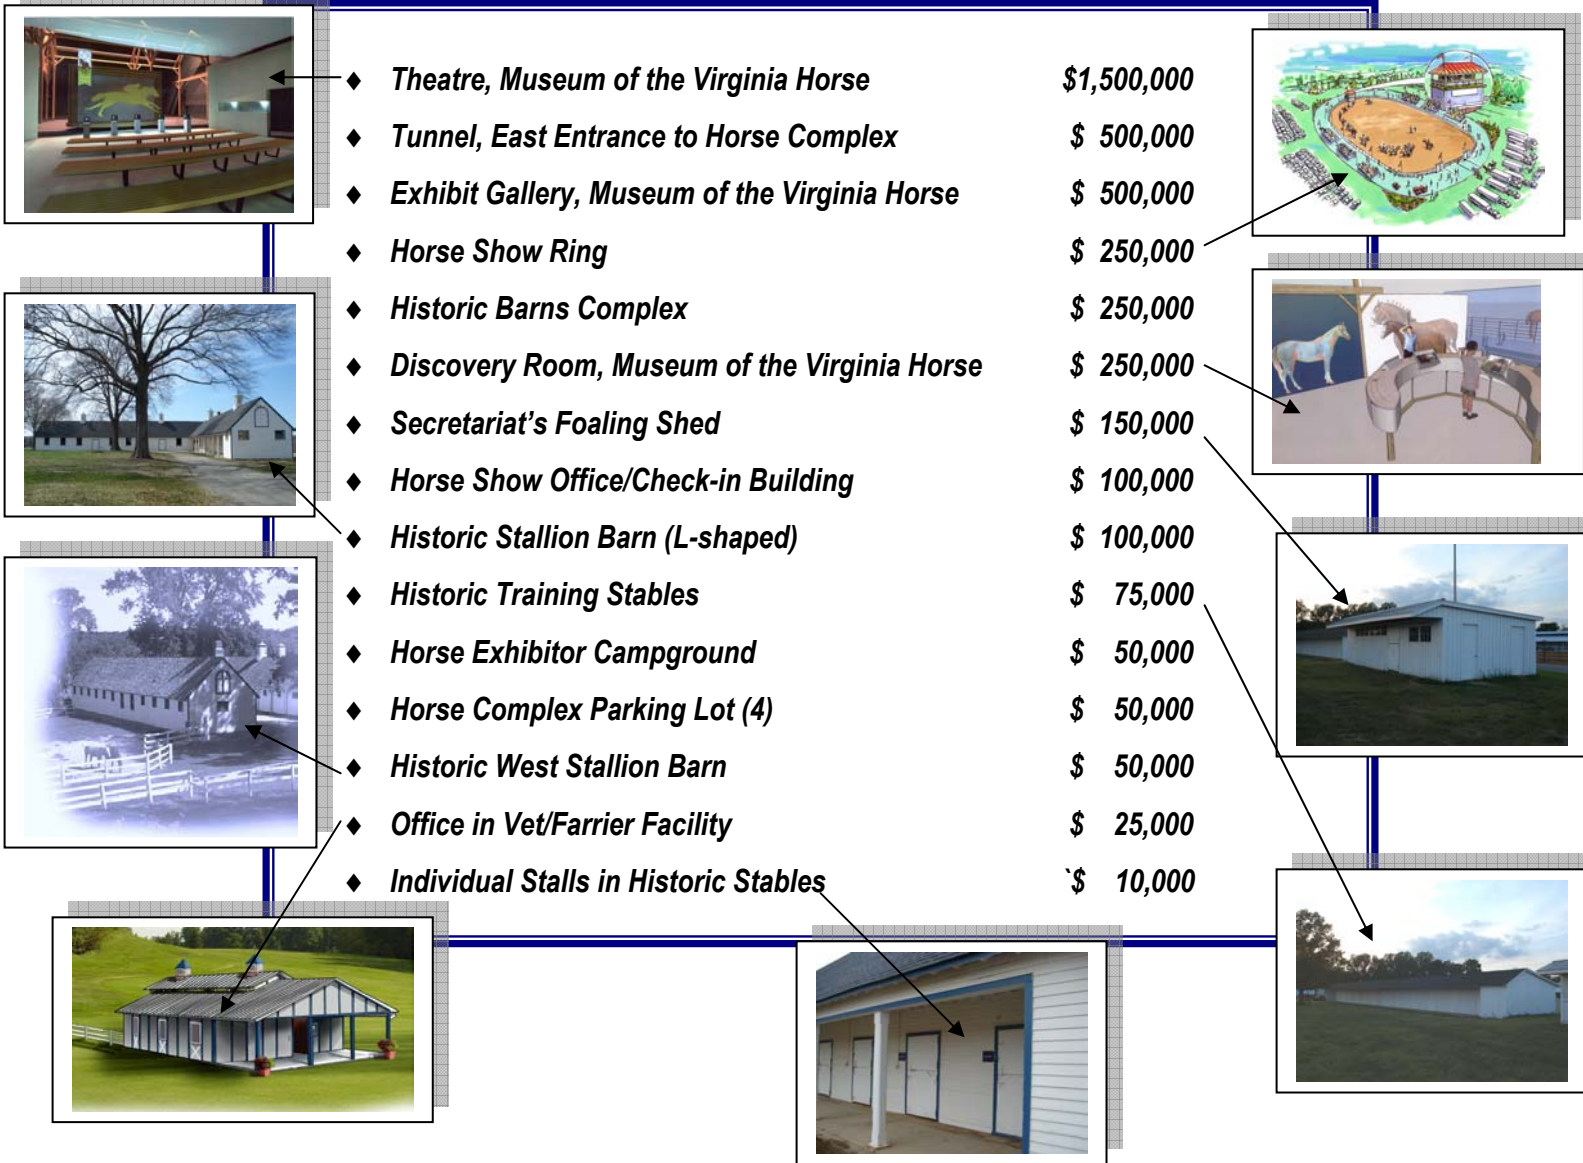 ♦ Theatre, Museum of the Virginia Horse $1,500,000
♦ Tunnel, East Entrance to Horse Complex $ 500,000
♦ Exhibit Gallery, Museum of the Virginia Horse $ 500,000
♦ Horse Show Ring $ 250,000
♦ Historic Barns Complex $ 250,000
♦ Discovery Room, Museum of the Virginia Horse $ 250,000
♦ Secretariat’s Foaling Shed $ 150,000
♦ Horse Show Office/Check-in Building $ 100,000
♦ Historic Stallion Barn (L-shaped) $ 100,000
♦ Historic Training Stables $ 75,000
♦ Horse Exhibitor Campground $ 50,000
♦ Horse Complex Parking Lot (4) $ 50,000
♦ Historic West Stallion Barn $ 50,000
♦ Office in Vet/Farrier Facility $ 25,000
♦ Individual Stalls in Historic Stables `$ 10,000